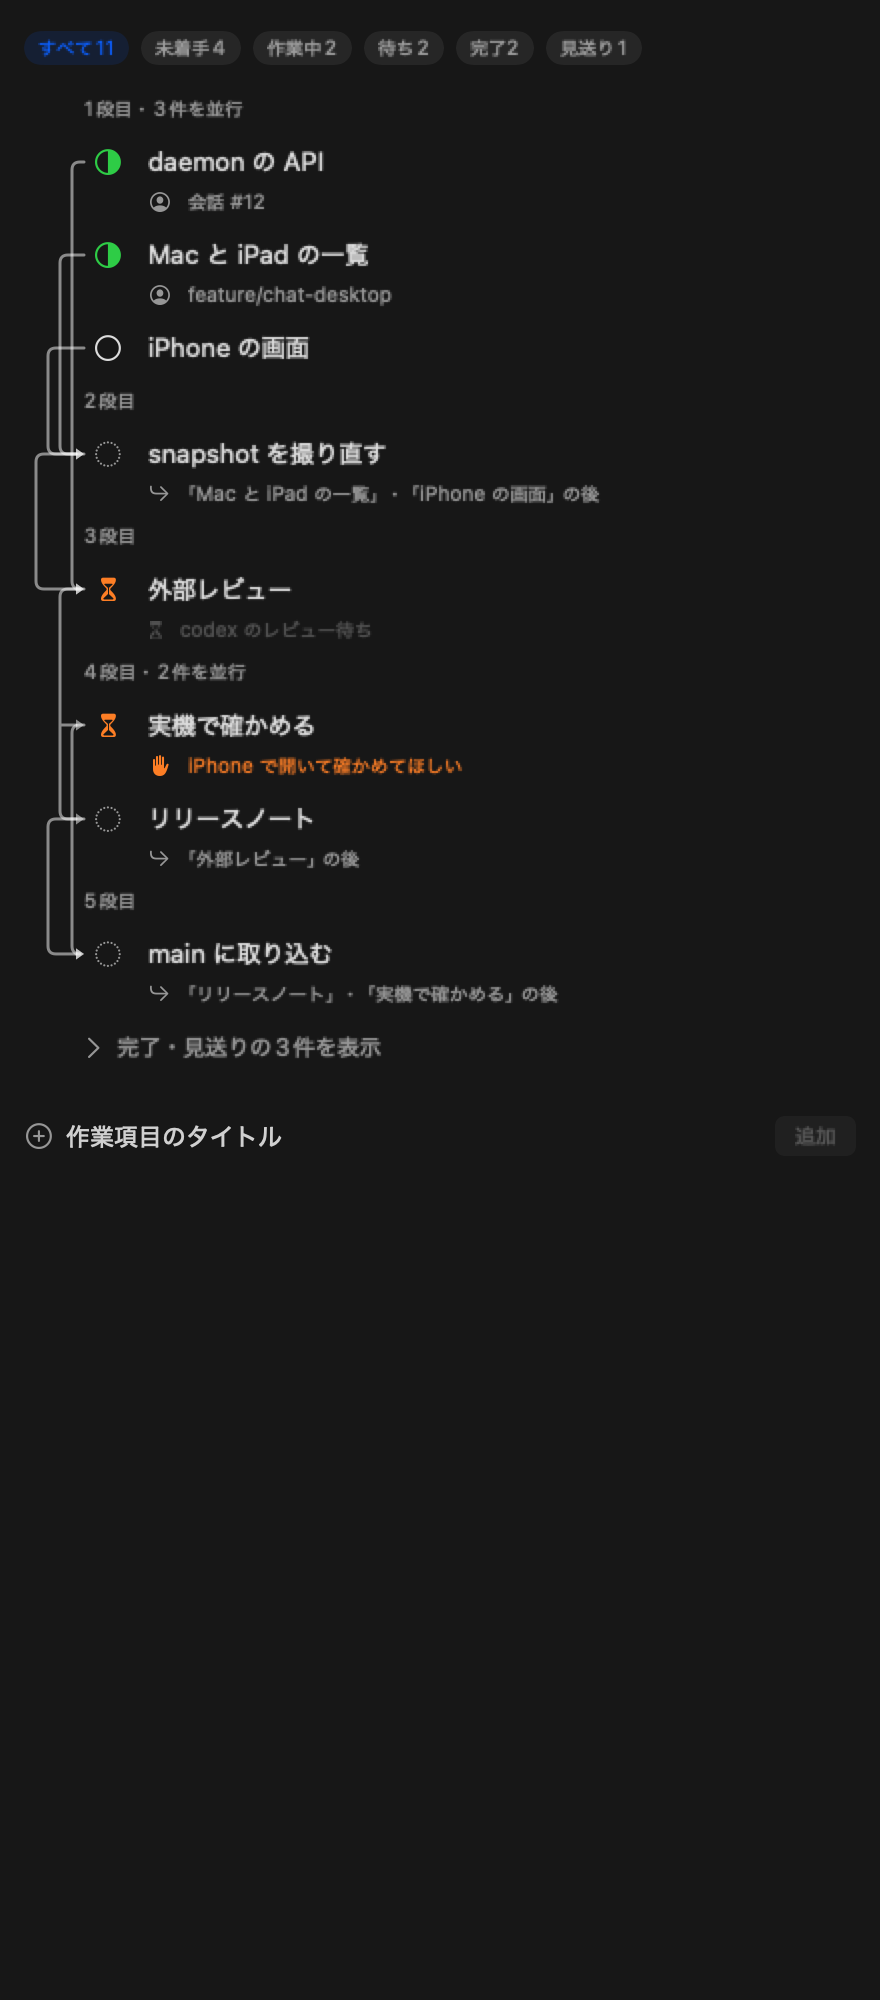 すべて 11 未着手 4 作業中 2 待ち 2 完了 2 見送り 1
1段目・3件を並行
daemon の API
会話 #12
Mac と iPad の一覧
feature/chat-desktop
iPhone の画面
2段目
snapshot を撮り直す
「Mac と iPad の一覧」・「iPhone の画面」の後
3段目
外部レビュー
codex のレビュー待ち
4段目・2件を並行
実機で確かめる
iPhone で開いて確かめてほしい
リリースノート
「外部レビュー」の後
5段目
main に取り込む
「リリースノート」・「実機で確かめる」の後
完了・見送りの3件を表示
作業項目のタイトル 追加